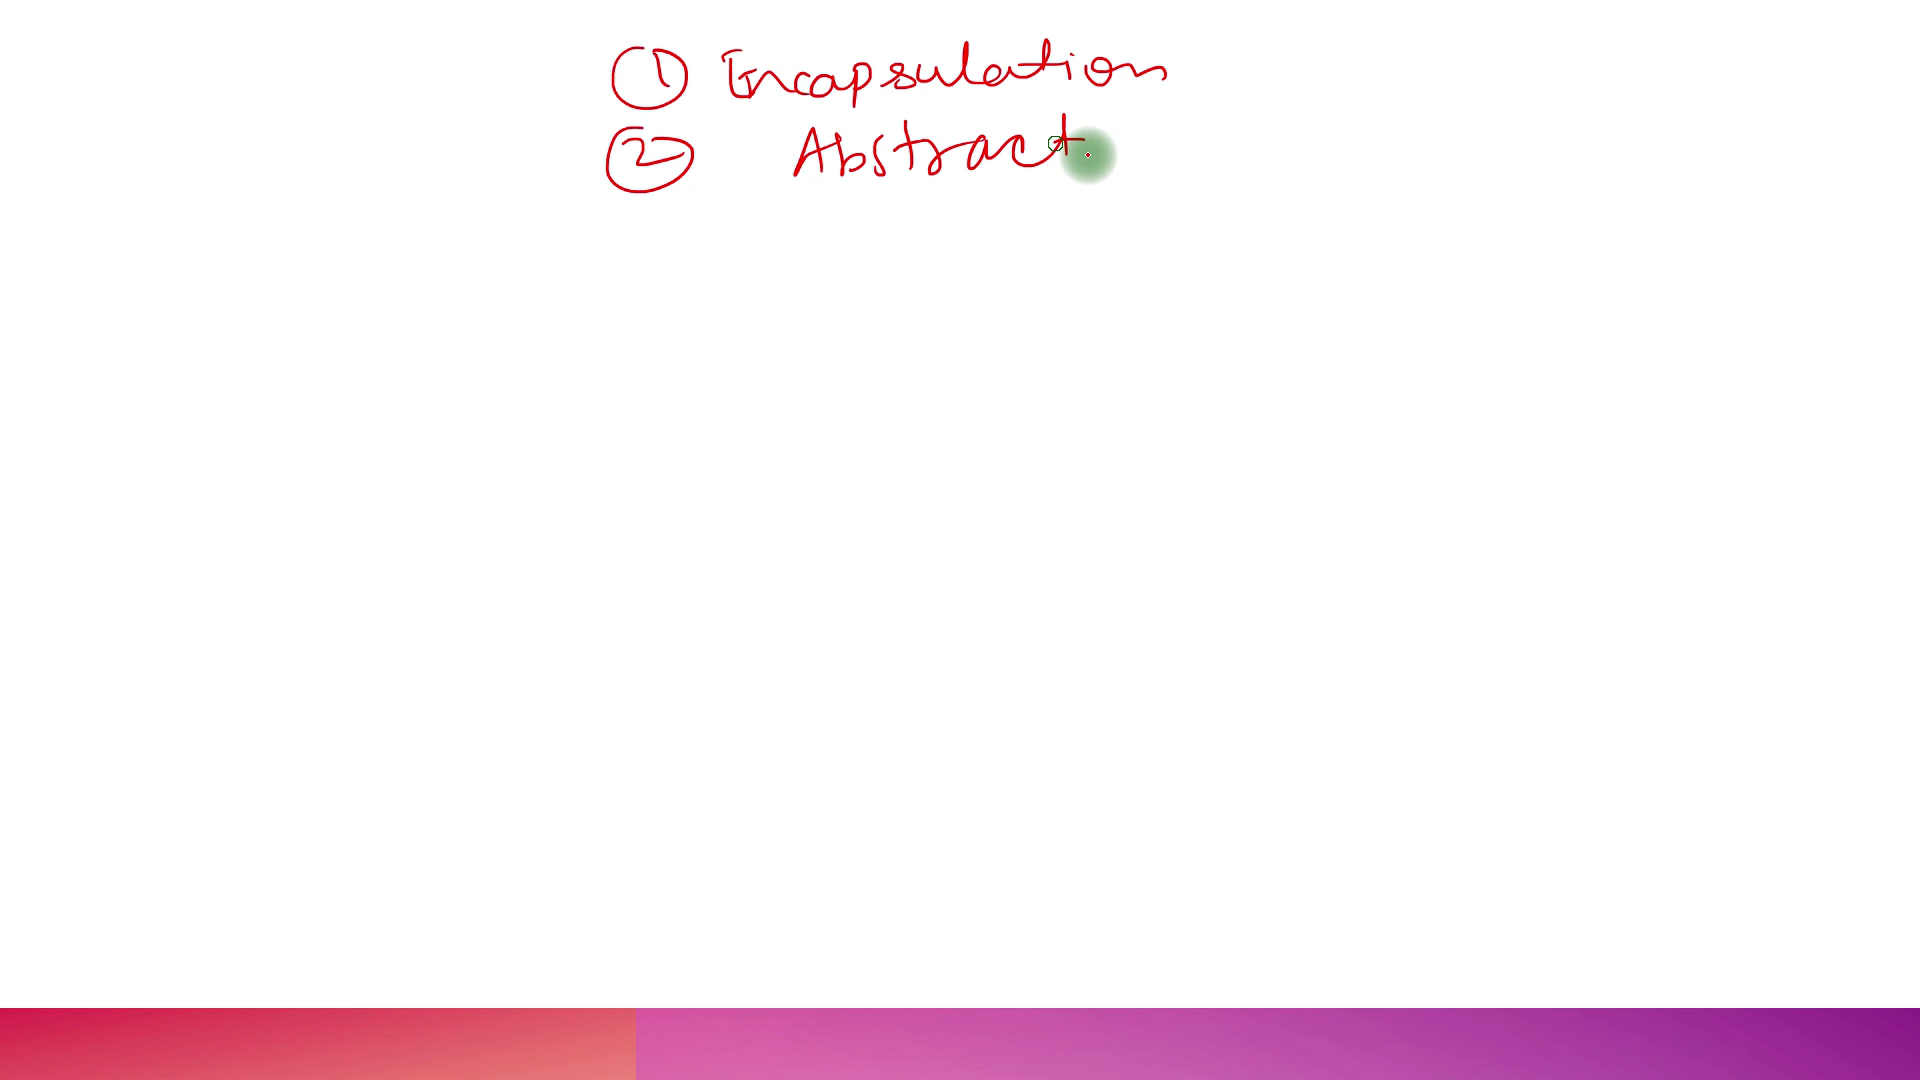 ① Encapsulation
② Abstract